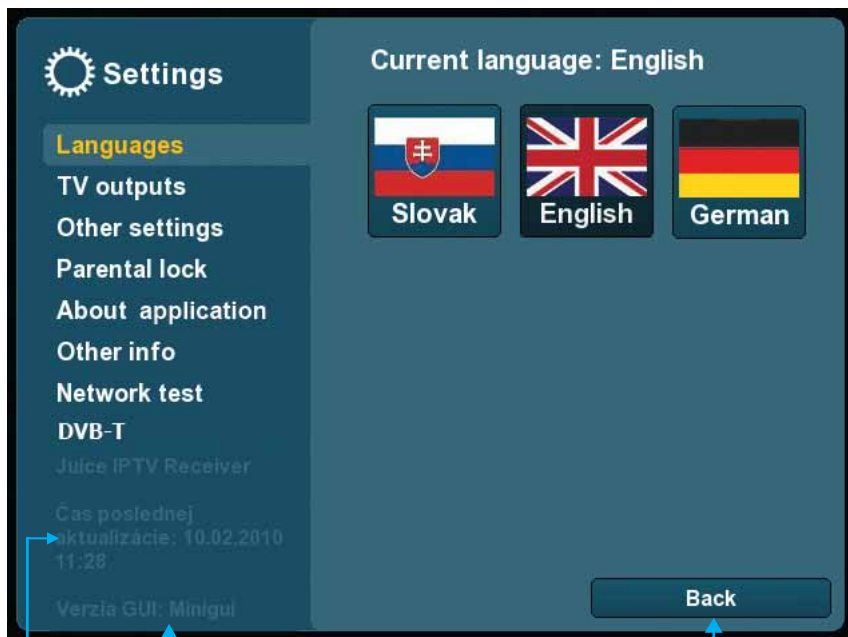 Settings
Languages
TV outputs
Other settings
Parental lock
About application
Other info
Network test
DVB-T
Juice IPTV Receiver
Čas poslednej
aktualizácie: 10.02.2010
11:28
Verzia GUI: Minigui
Current language: English
Slovak
English
German
Back